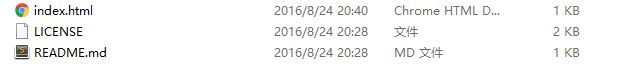 index.html 2016/8/24 20:40 Chrome HTML D... 1 KB
LICENSE 2016/8/24 20:28 文件 2 KB
README.md 2016/8/24 20:28 MD 文件 1 KB